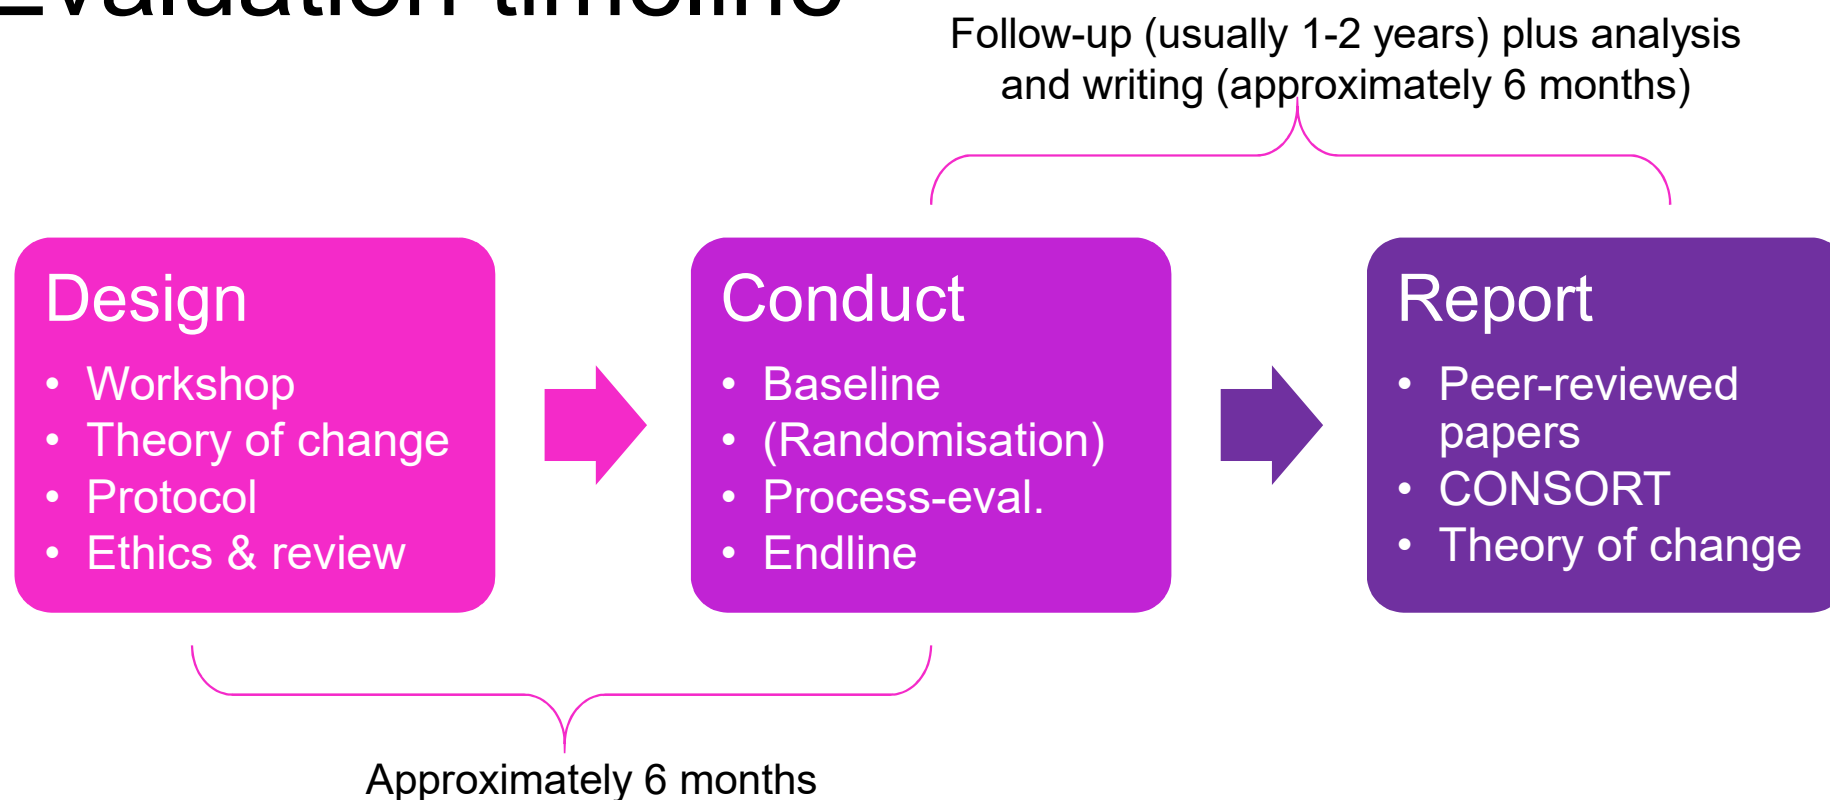 Evaluation timeline
Follow-up (usually 1-2 years) plus analysis
and writing (approximately 6 months)
Design
• Workshop
• Theory of change
• Protocol
• Ethics & review
Conduct
• Baseline
• (Randomisation)
• Process-eval.
• Endline
Report
• Peer-reviewed
papers
• CONSORT
• Theory of change
Approximately 6 months